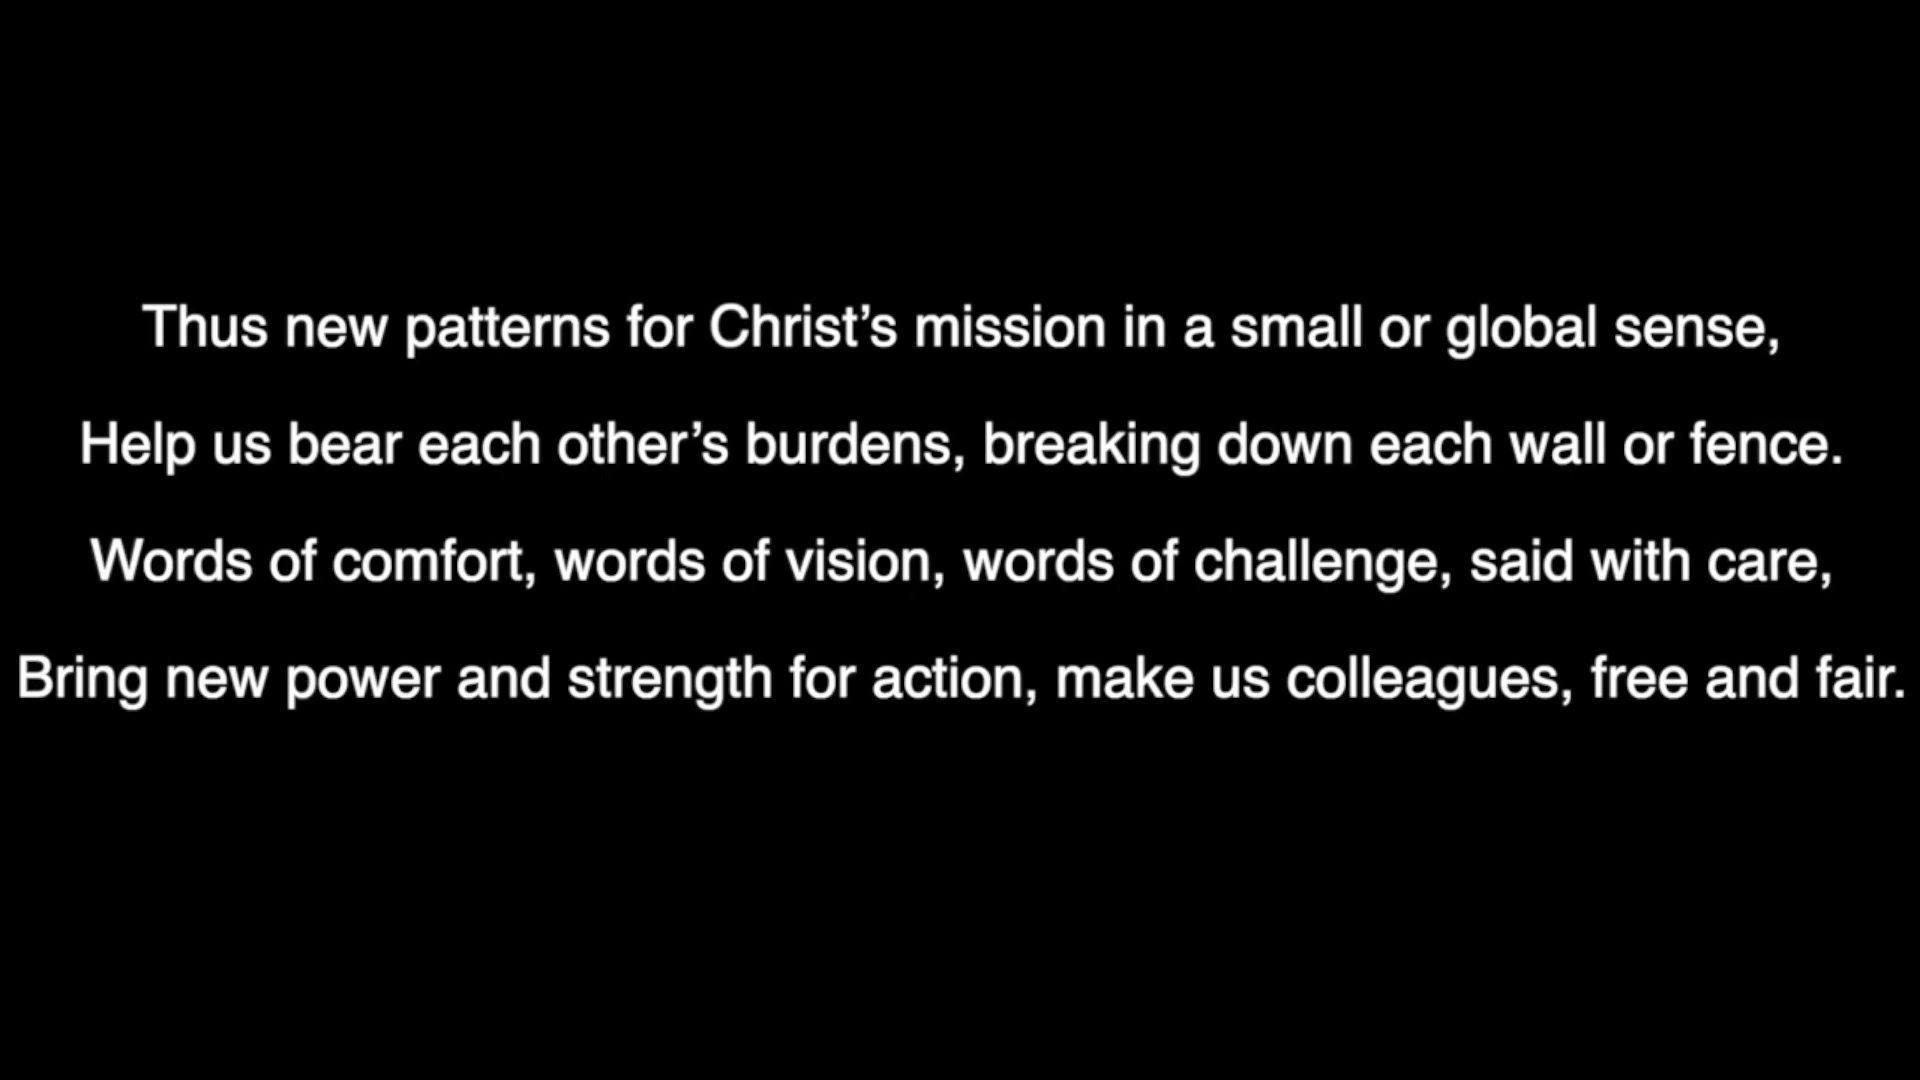 Thus new patterns for Christ’s mission in a small or global sense,
Help us bear each other’s burdens, breaking down each wall or fence.
Words of comfort, words of vision, words of challenge, said with care,
Bring new power and strength for action, make us colleagues, free and fair.